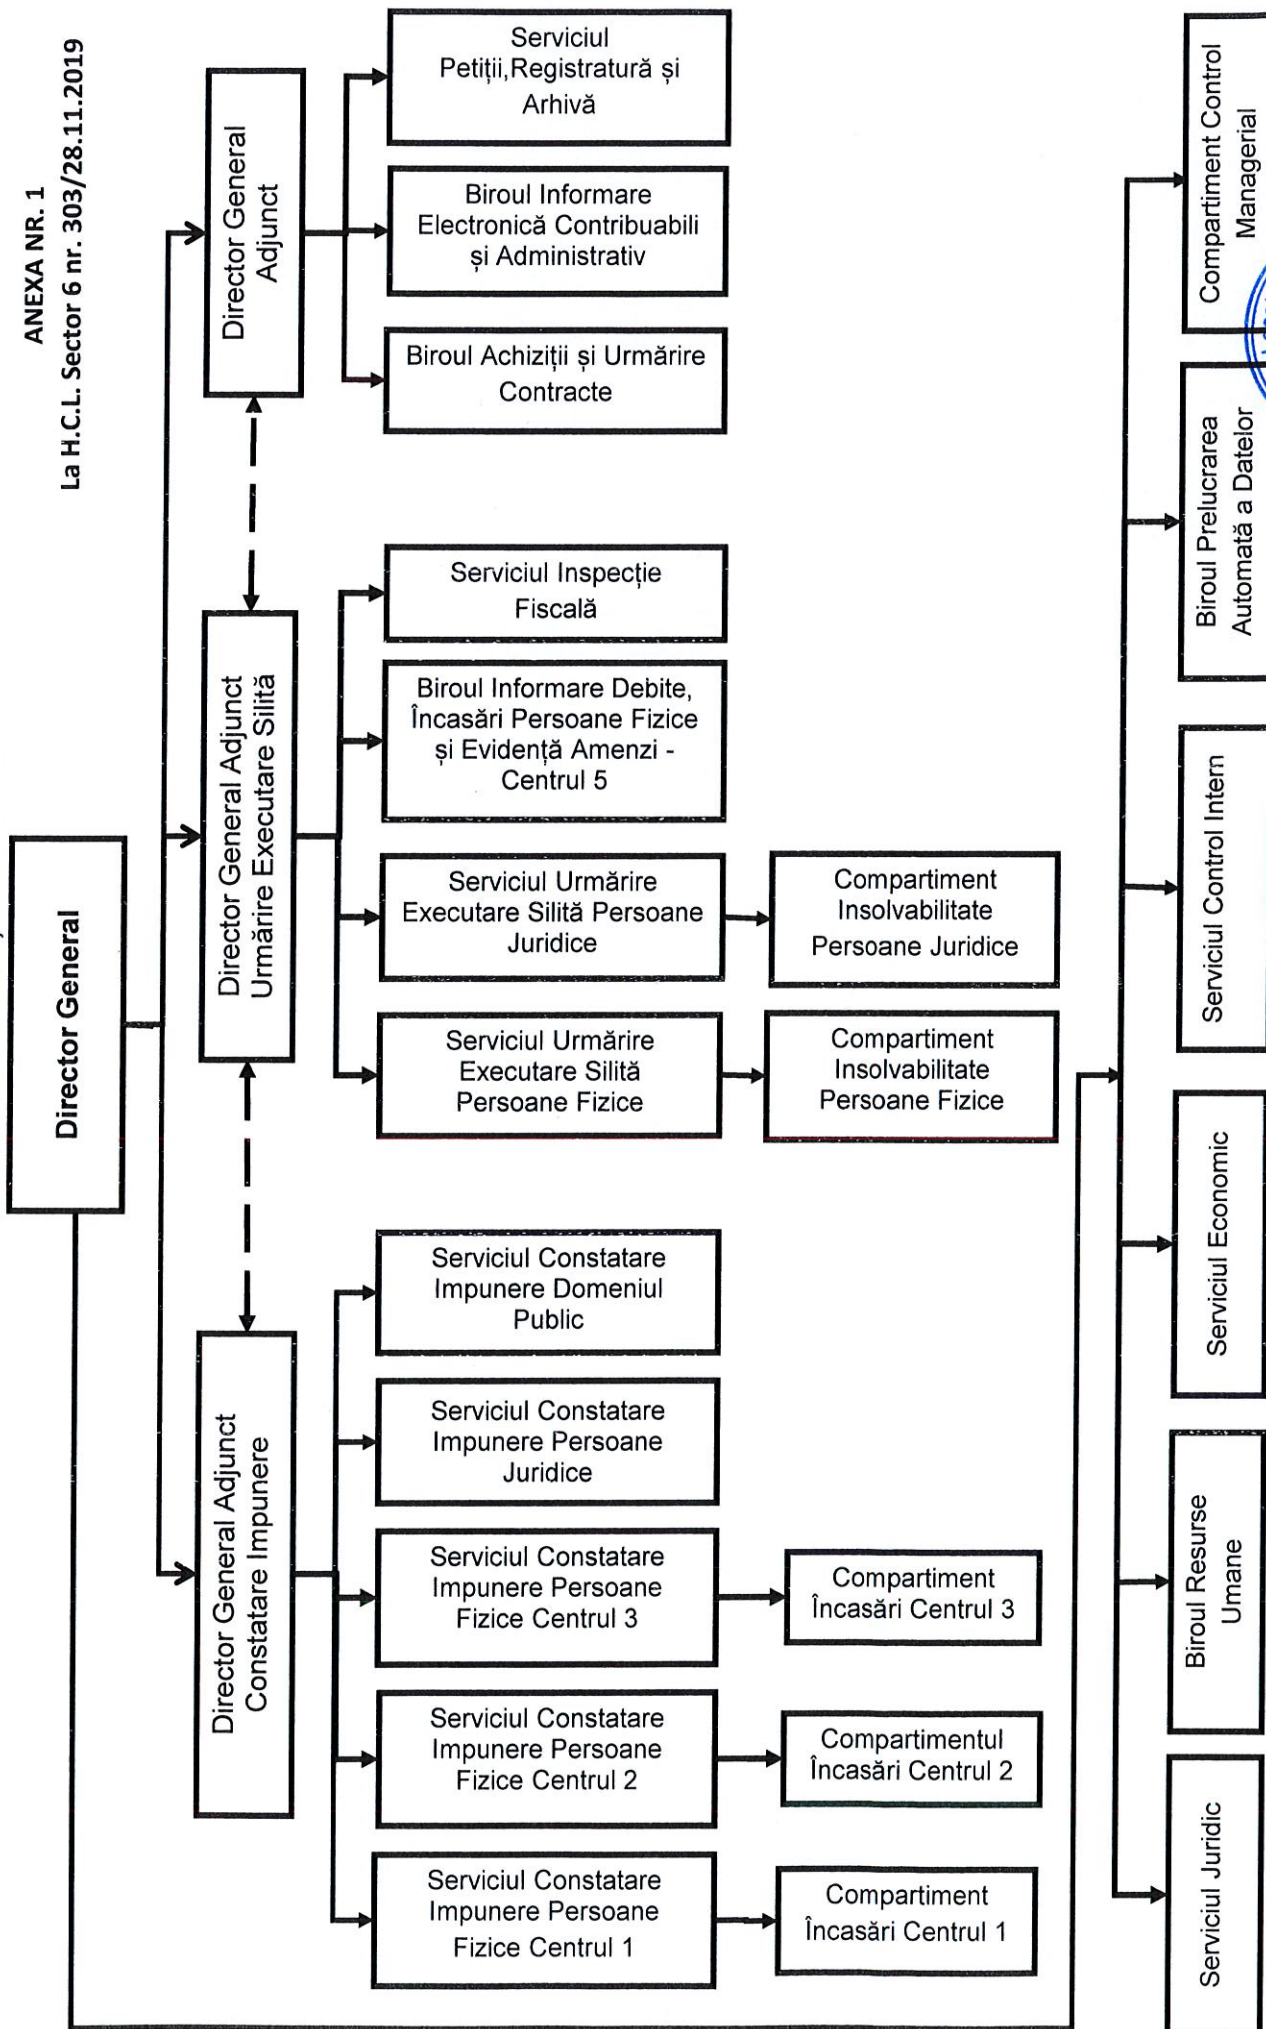 ANEXA NR. 1
La H.C.L. Sector 6 nr. 303/28.11.2019
Director General
Director General Adjunct
Constatare Impunere
Director General Adjunct
Urmărire Executare Silită
Director General
Adjunct
Serviciul Constatare
Impunere Persoane
Fizice Centrul 1
Serviciul Constatare
Impunere Persoane
Fizice Centrul 2
Serviciul Constatare
Impunere Persoane
Fizice Centrul 3
Serviciul Constatare
Impunere Persoane
Juridice
Serviciul Constatare
Impunere Domeniul
Public
Serviciul Urmărire
Executare Silită
Persoane Fizice
Serviciul Urmărire
Executare Silită Persoane
Juridice
Biroul Informare Debite,
Încasări Persoane Fizice
și Evidență Amenzi -
Centrul 5
Serviciul Inspecție
Fiscală
Biroul Achiziții și Urmărire
Contracte
Biroul Informare
Electronică Contribuabili
și Administrativ
Serviciul
Petiții,Registratură și
Arhivă
Compartiment
Încasări Centrul 1
Compartimentul
Încasări Centrul 2
Compartiment
Încasări Centrul 3
Compartiment
Insolvabilitate
Persoane Fizice
Compartiment
Insolvabilitate
Persoane Juridice
Serviciul Juridic
Biroul Resurse
Umane
Serviciul Economic
Serviciul Control Intern
Biroul Prelucrarea
Automată a Datelor
Compartiment Control
Managerial